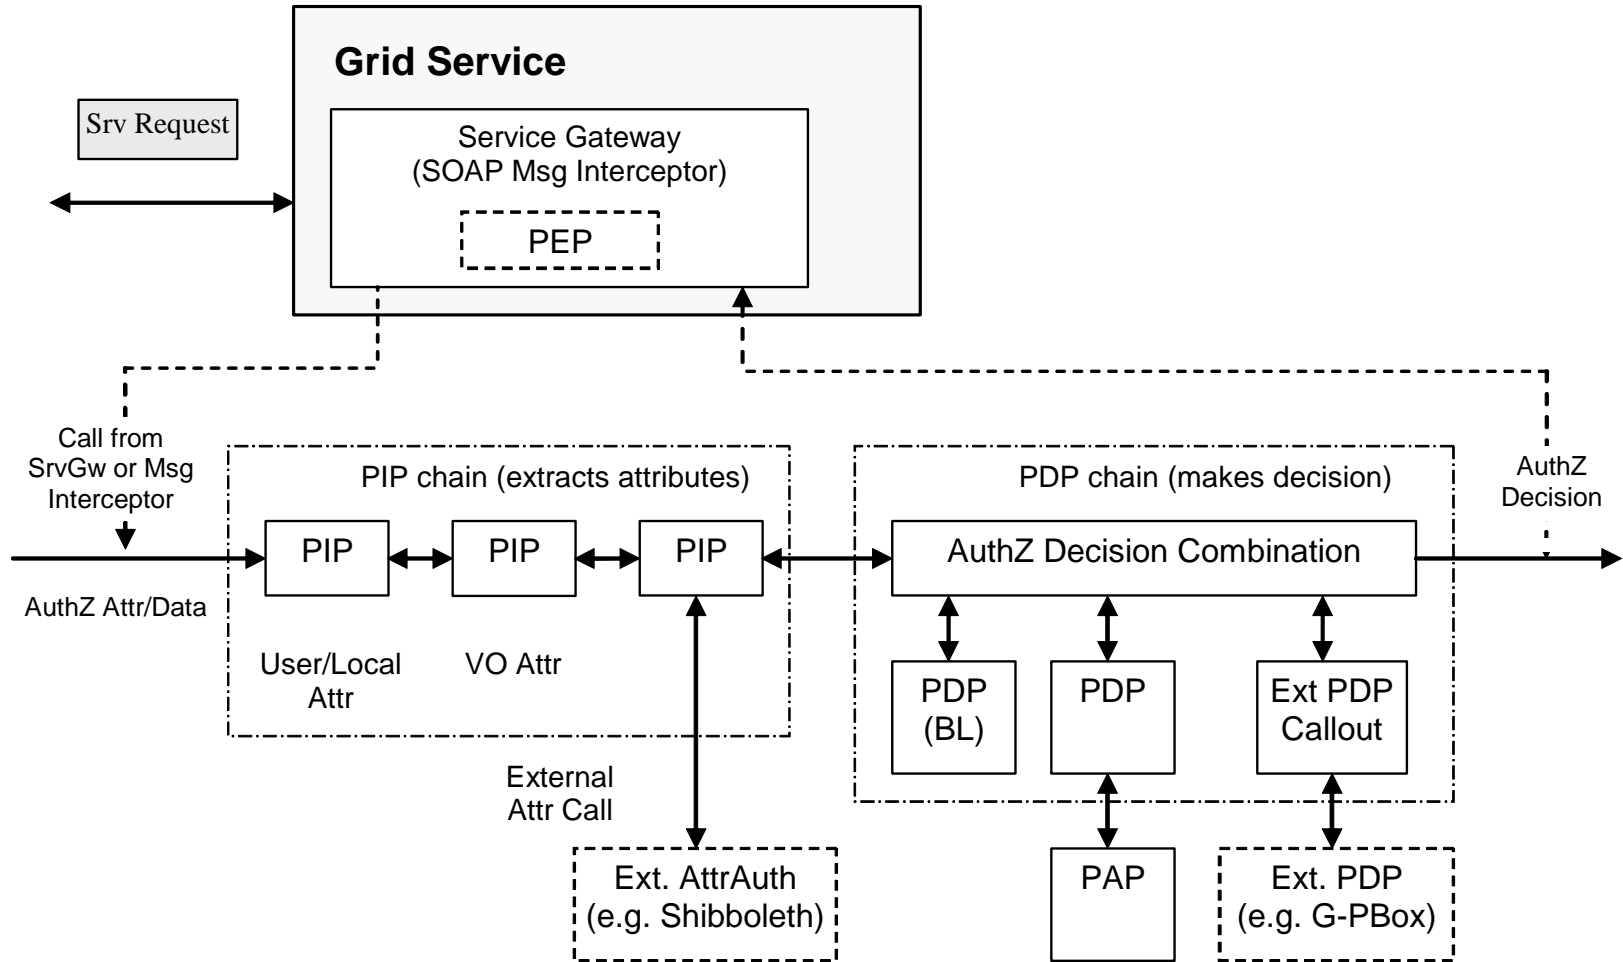 Grid Service
Srv Request
Service Gateway
(SOAP Msg Interceptor)
PEP
Call from
SrvGw or Msg
Interceptor
PIP chain (extracts attributes)
PDP chain (makes decision)
AuthZ
Decision
PIP
PIP
PIP
AuthZ Decision Combination
AuthZ Attr/Data
User/Local
Attr
VO Attr
PDP
(BL)
PDP
Ext PDP
Callout
External
Attr Call
Ext. AttrAuth
(e.g. Shibboleth)
PAP
Ext. PDP
(e.g. G-PBox)